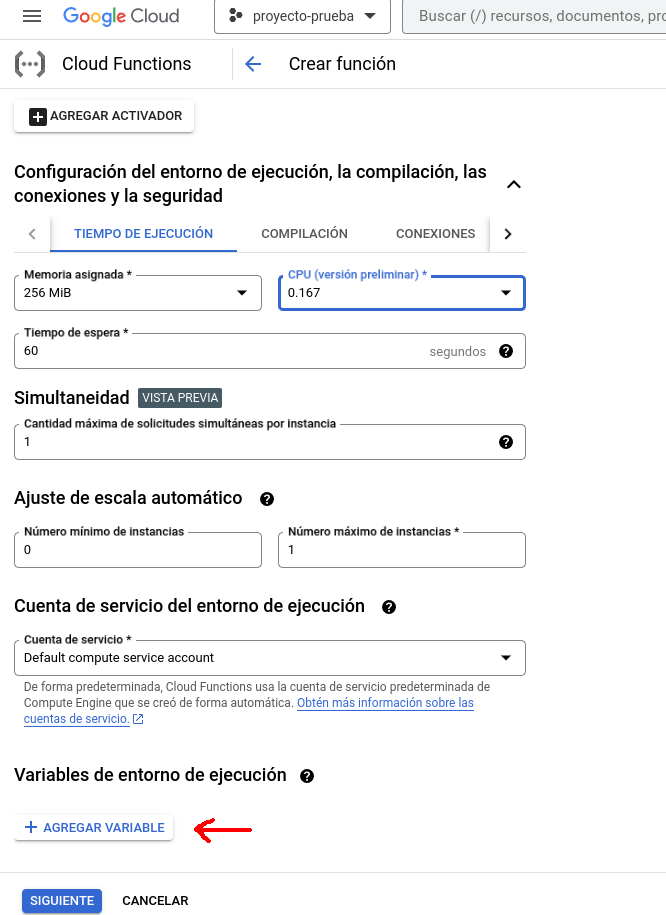 Google Cloud
proyecto-prueba
Buscar (/) recursos, documentos, pro
Cloud Functions
Crear función
AGREGAR ACTIVADOR
Configuración del entorno de ejecución, la compilación, las
conexiones y la seguridad
TIEMPO DE EJECUCIÓN
COMPILACIÓN
CONEXIONES
Memoria asignada *
256 MiB
CPU (versión preliminar) *
0.167
Tiempo de espera *
60
segundos
Simultaneidad
VISTA PREVIA
Cantidad máxima de solicitudes simultáneas por instancia
1
Ajuste de escala automático
Número mínimo de instancias
0
Número máximo de instancias *
1
Cuenta de servicio del entorno de ejecución
Cuenta de servicio *
Default compute service account
De forma predeterminada, Cloud Functions usa la cuenta de servicio predeterminada de
Compute Engine que se creó de forma automática. Obtén más información sobre las
cuentas de servicio.
Variables de entorno de ejecución
AGREGAR VARIABLE
SIGUIENTE
CANCELAR